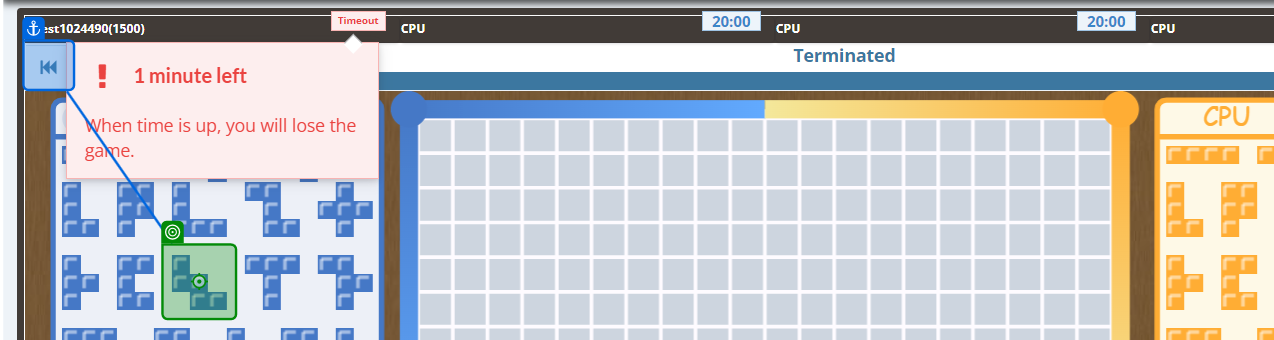 est1024490(1500)
Timeout
CPU
20:00
CPU
20:00
CPU
Terminated
1 minute left
When time is up, you will lose the
game.
CPU